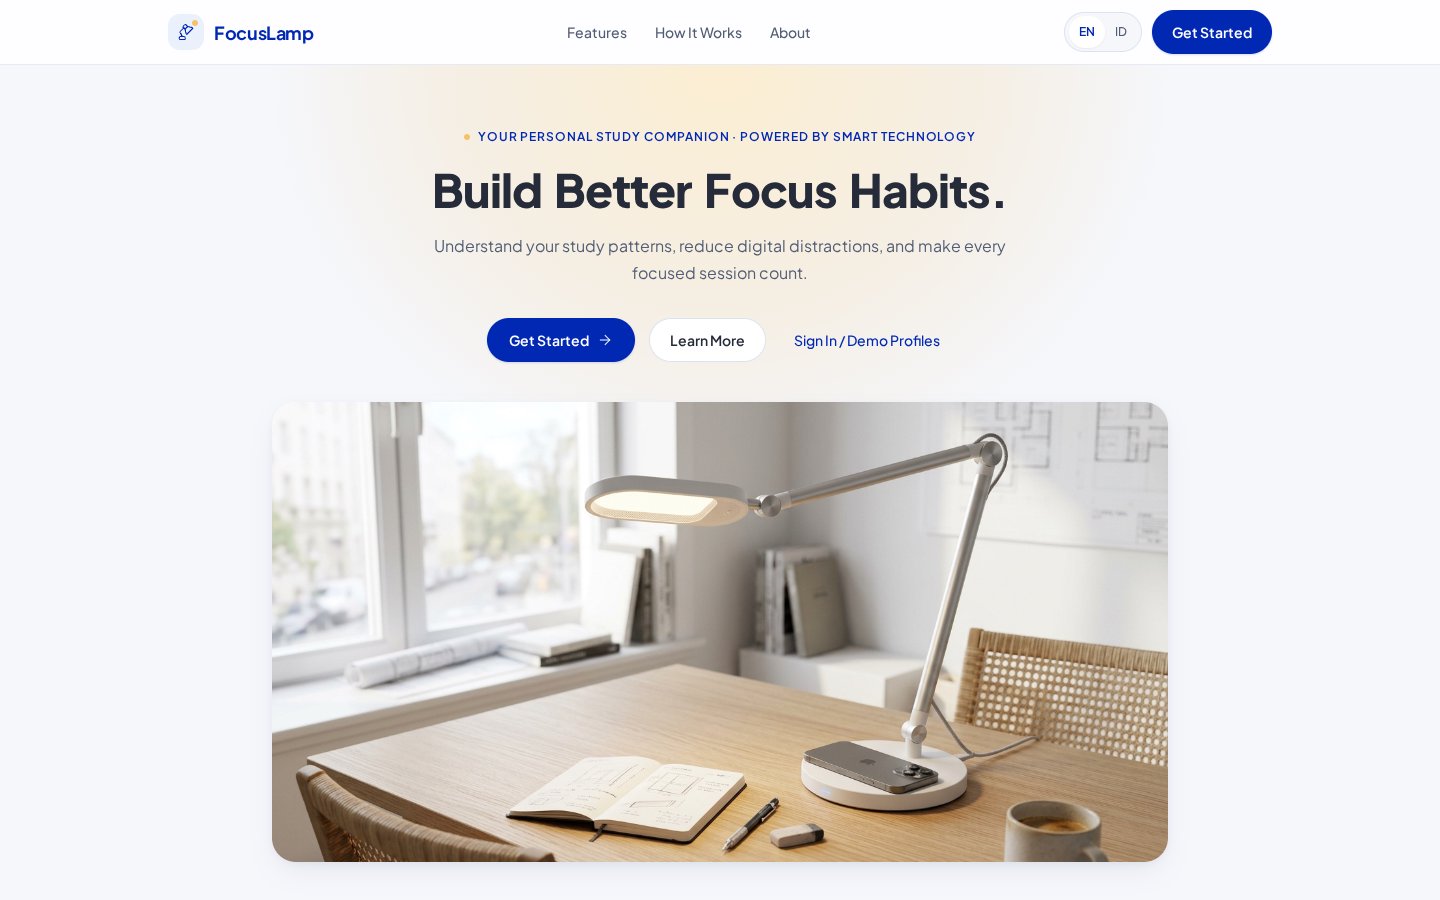 FocusLamp
Features
How It Works
About
EN
ID
Get Started
YOUR PERSONAL STUDY COMPANION · POWERED BY SMART TECHNOLOGY
Build Better Focus Habits.
Understand your study patterns, reduce digital distractions, and make every
focused session count.
Get Started
Learn More
Sign In / Demo Profiles